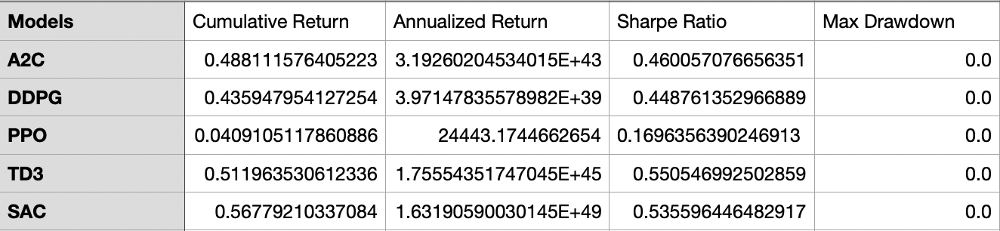 Models Cumulative Return Annualized Return Sharpe Ratio Max Drawdown
A2C 0.488111576405223 3.19260204534015E+43 0.460057076656351 0.0
DDPG 0.435947954127254 3.97147835578982E+39 0.448761352966889 0.0
PPO 0.0409105117860886 24443.1744662654 0.1696356390246913 0.0
TD3 0.511963530612336 1.75554351747045E+45 0.550546992502859 0.0
SAC 0.56779210337084 1.63190590030145E+49 0.535596446482917 0.0